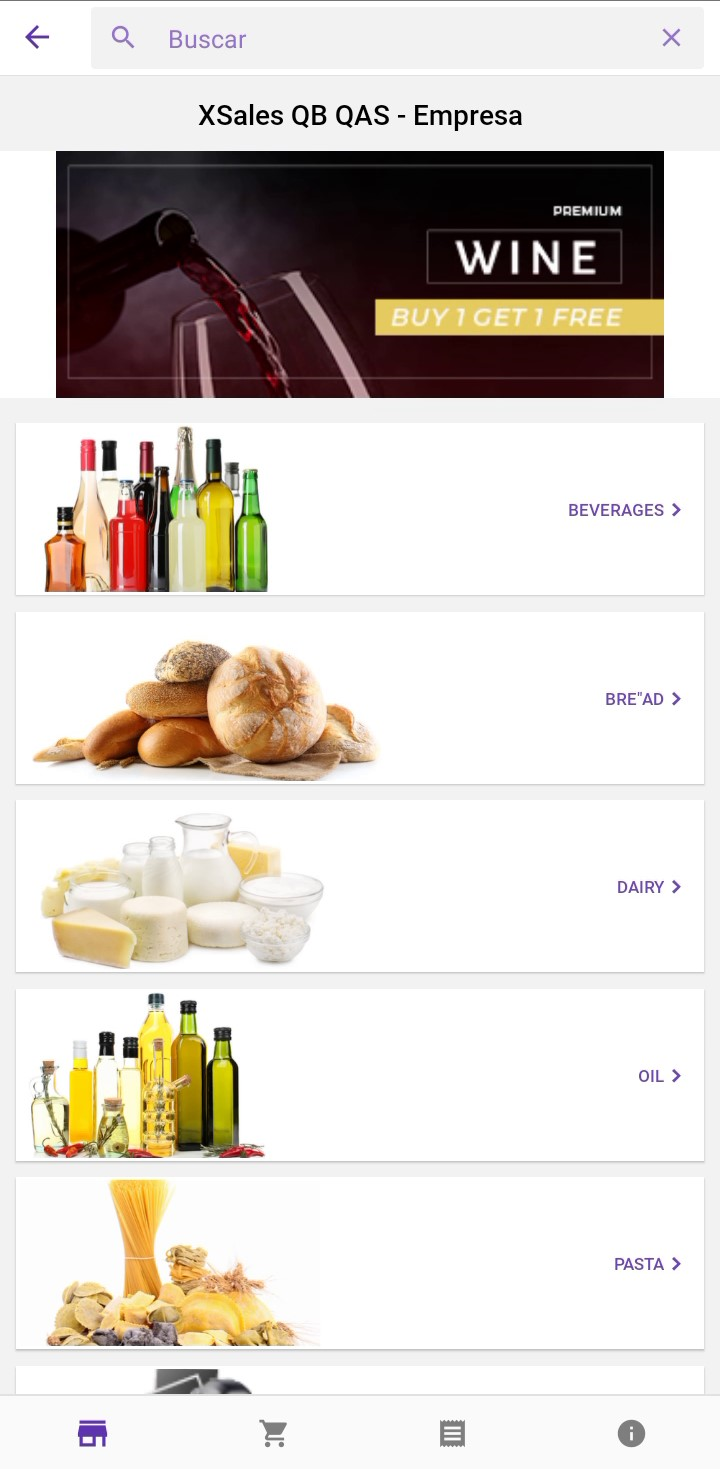 Buscar
XSales QB QAS - Empresa
PREMIUM
WINE
BUY 1 GET 1 FREE
BEVERAGES
BRE"AD
DAIRY
OIL
PASTA